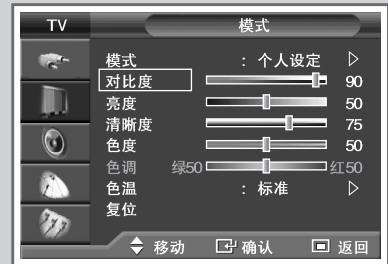 TV 模式
模式 : 个人设定
对比度 90
亮度 50
清晰度 75
色度 50
色调 绿50 红50
色温 : 标准
复位
移动 确认 返回